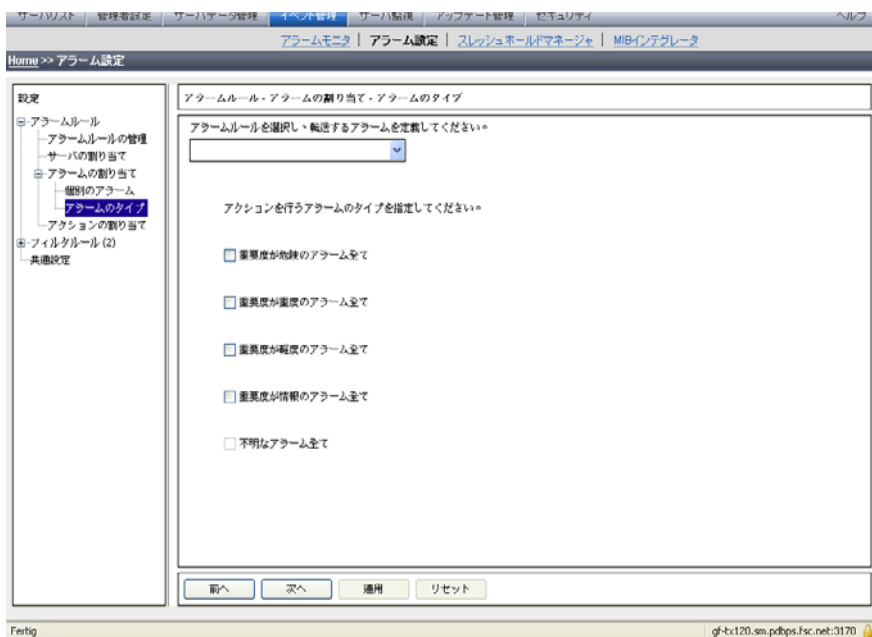 サーバリスト 管理者設定 サーバデータ管理 イベント管理 サーバ監視 アップデート管理 セキュリティ ヘルプ
アラームモニタ | アラーム設定 | スレッショルドマネージャ | MIBインテグレータ
Home >> アラーム設定
設定
アラームルール
アラームルールの管理
サーバの割り当て
アラームの割り当て
個別のアラーム
アラームのタイプ
アクションの割り当て
フィルタルール (2)
共通設定
アラームルール - アラームの割り当て - アラームのタイプ
アラームルールを選択し、転送するアラームを定義してください。
アクションを行うアラームのタイプを指定してください。
重要度が危険のアラーム全て
重要度が重度のアラーム全て
重要度が軽度のアラーム全て
重要度が情報のアラーム全て
不明なアラーム全て
前へ 次へ 適用 リセット
Fertig gf-tx120.sm.pdbps.fsc.net:3170